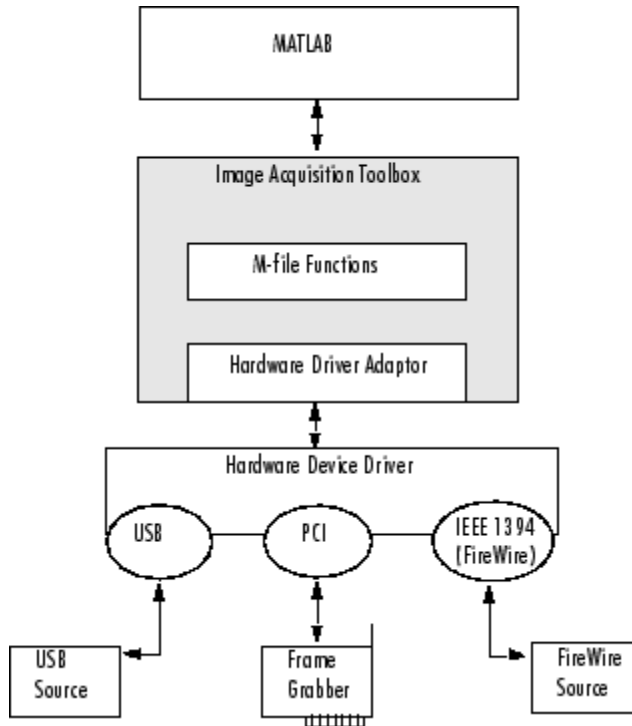 MATLAB
Image Acquisition Toolbox
M-file Functions
Hardware Driver Adaptor
Hardware Device Driver
USB
PCI
IEEE 1394
(FireWire)
USB
Source
Frame
Grabber
FireWire
Source